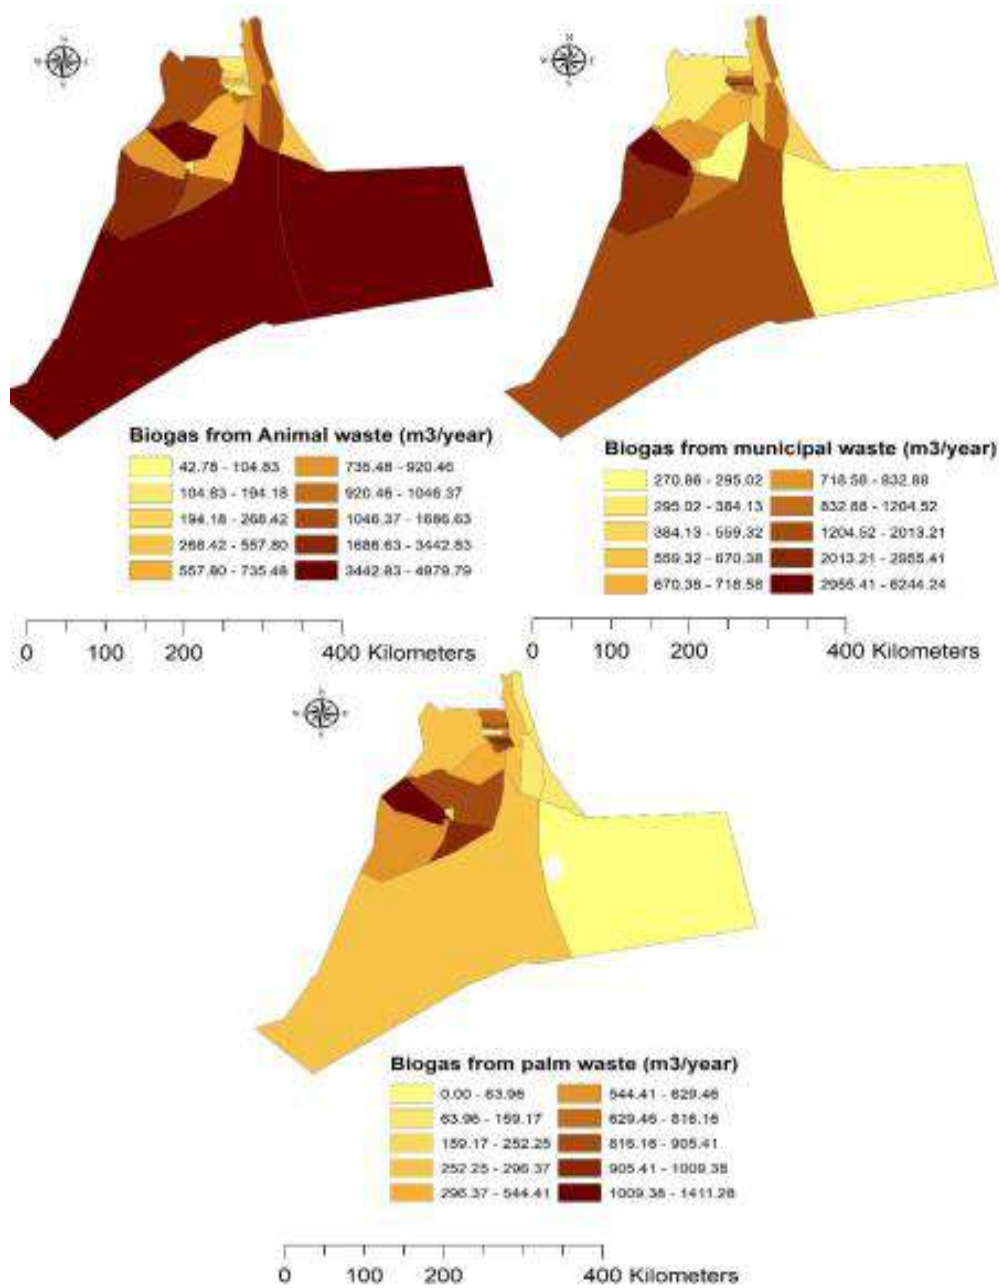 Biogas from Animal waste (m3/year)
42.78 - 104.83 735.48 - 920.46
104.83 - 194.18 920.46 - 1046.37
194.18 - 268.42 1046.37 - 1686.63
268.42 - 557.80 1686.63 - 3442.83
557.80 - 735.48 3442.83 - 4979.79
0 100 200 400 Kilometers
Biogas from municipal waste (m3/year)
270.86 - 295.02 718.58 - 832.88
295.02 - 384.13 832.88 - 1204.52
384.13 - 559.32 1204.52 - 2013.21
559.32 - 670.38 2013.21 - 2955.41
670.38 - 718.58 2955.41 - 6244.24
0 100 200 400 Kilometers
Biogas from palm waste (m3/year)
0.00 - 63.96 544.41 - 629.46
63.96 - 159.17 629.46 - 816.16
159.17 - 252.25 816.16 - 905.41
252.25 - 296.37 905.41 - 1009.38
296.37 - 544.41 1009.38 - 1411.28
0 100 200 400 Kilometers